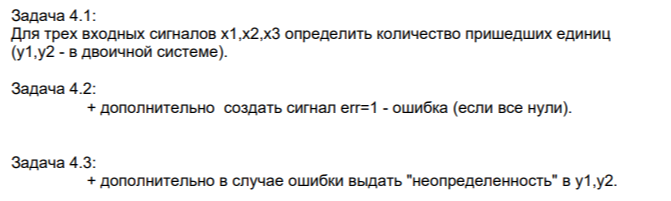 Задача 4.1:
Для трех входных сигналов x1,x2,x3 определить количество пришедших единиц
(y1,y2 - в двоичной системе).
Задача 4.2:
+ дополнительно создать сигнал err=1 - ошибка (если все нули).
Задача 4.3:
+ дополнительно в случае ошибки выдать "неопределенность" в y1,y2.